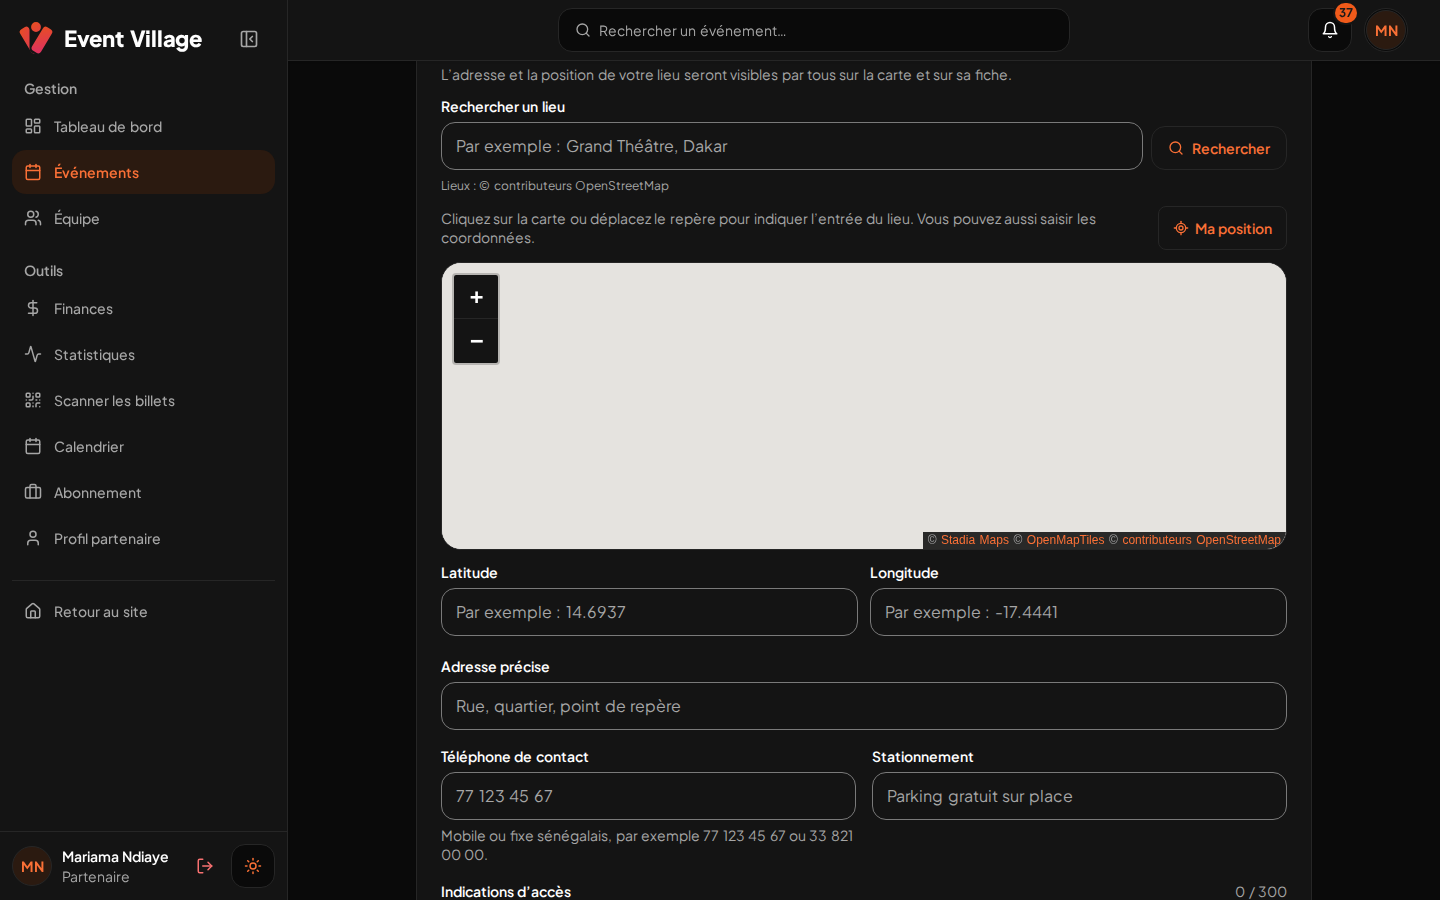 Event Village
Rechercher un événement...
37
MN
Gestion
Tableau de bord
Événements
Équipe
Outils
Finances
Statistiques
Scanner les billets
Calendrier
Abonnement
Profil partenaire
Retour au site
MN
Mariama Ndiaye
Partenaire
L’adresse et la position de votre lieu seront visibles par tous sur la carte et sur sa fiche.
Rechercher un lieu
Par exemple : Grand Théâtre, Dakar
Rechercher
Lieux : © contributeurs OpenStreetMap
Cliquez sur la carte ou déplacez le repère pour indiquer l’entrée du lieu. Vous pouvez aussi saisir les
coordonnées.
Ma position
+
−
© Stadia Maps © OpenMapTiles © contributeurs OpenStreetMap
Latitude
Longitude
Par exemple : 14.6937
Par exemple : -17.4441
Adresse précise
Rue, quartier, point de repère
Téléphone de contact
Stationnement
77 123 45 67
Parking gratuit sur place
Mobile ou fixe sénégalais, par exemple 77 123 45 67 ou 33 821
00 00.
Indications d’accès
0 / 300